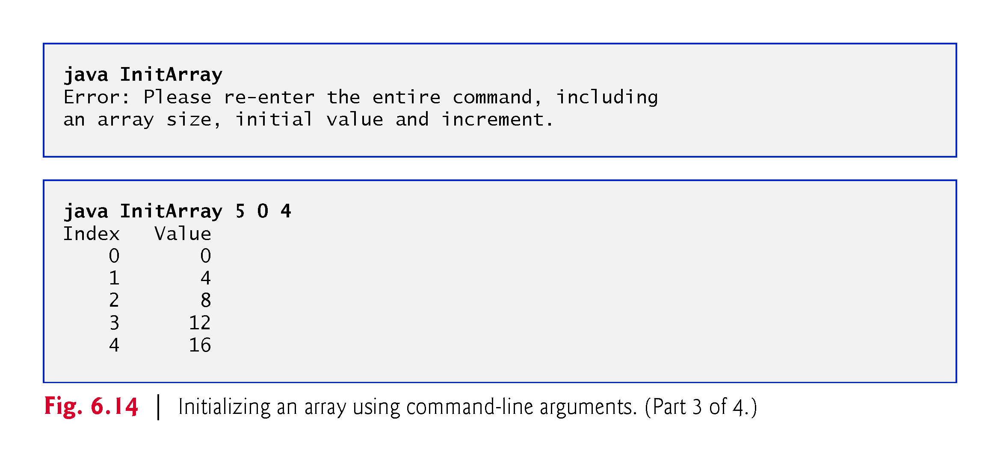 java InitArray
Error: Please re-enter the entire command, including
an array size, initial value and increment.
java InitArray 5 0 4
Index   Value
    0       0
    1       4
    2       8
    3      12
    4      16
Fig. 6.14 | Initializing an array using command-line arguments. (Part 3 of 4.)